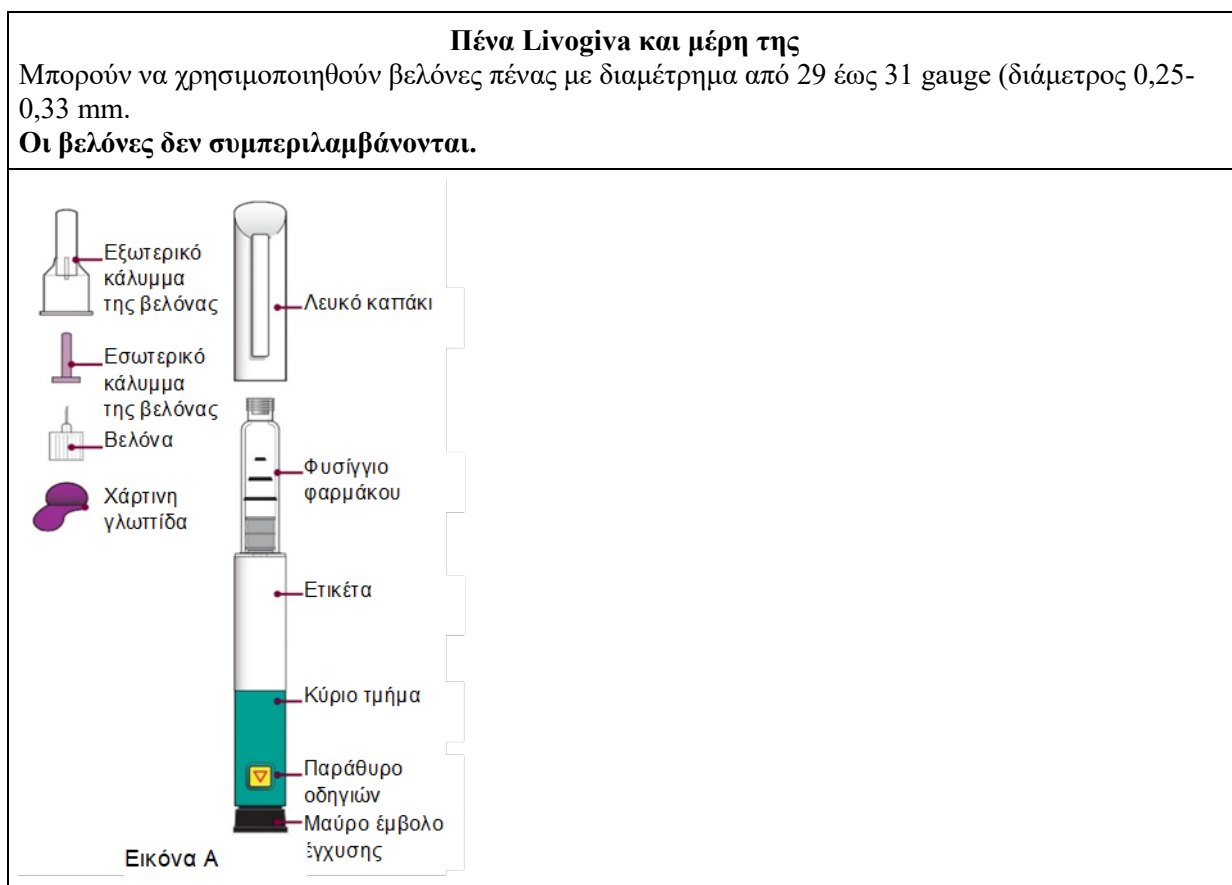 Πένα Livogiva και μέρη της
Μπορούν να χρησιμοποιηθούν βελόνες πένας με διαμέτρημα από 29 έως 31 gauge (διάμετρος 0,25-
0,33 mm.
Οι βελόνες δεν συμπεριλαμβάνονται.
Εξωτερικό
κάλυμμα
της βελόνας
Εσωτερικό
κάλυμμα
της βελόνας
Βελόνα
Χάρτινη
γλωττίδα
Λευκό καπάκι
Φυσίγγιο
φαρμάκου
Ετικέτα
Κύριο τμήμα
Παράθυρο
οδηγιών
Μαύρο έμβολο
έγχυσης
Εικόνα Α